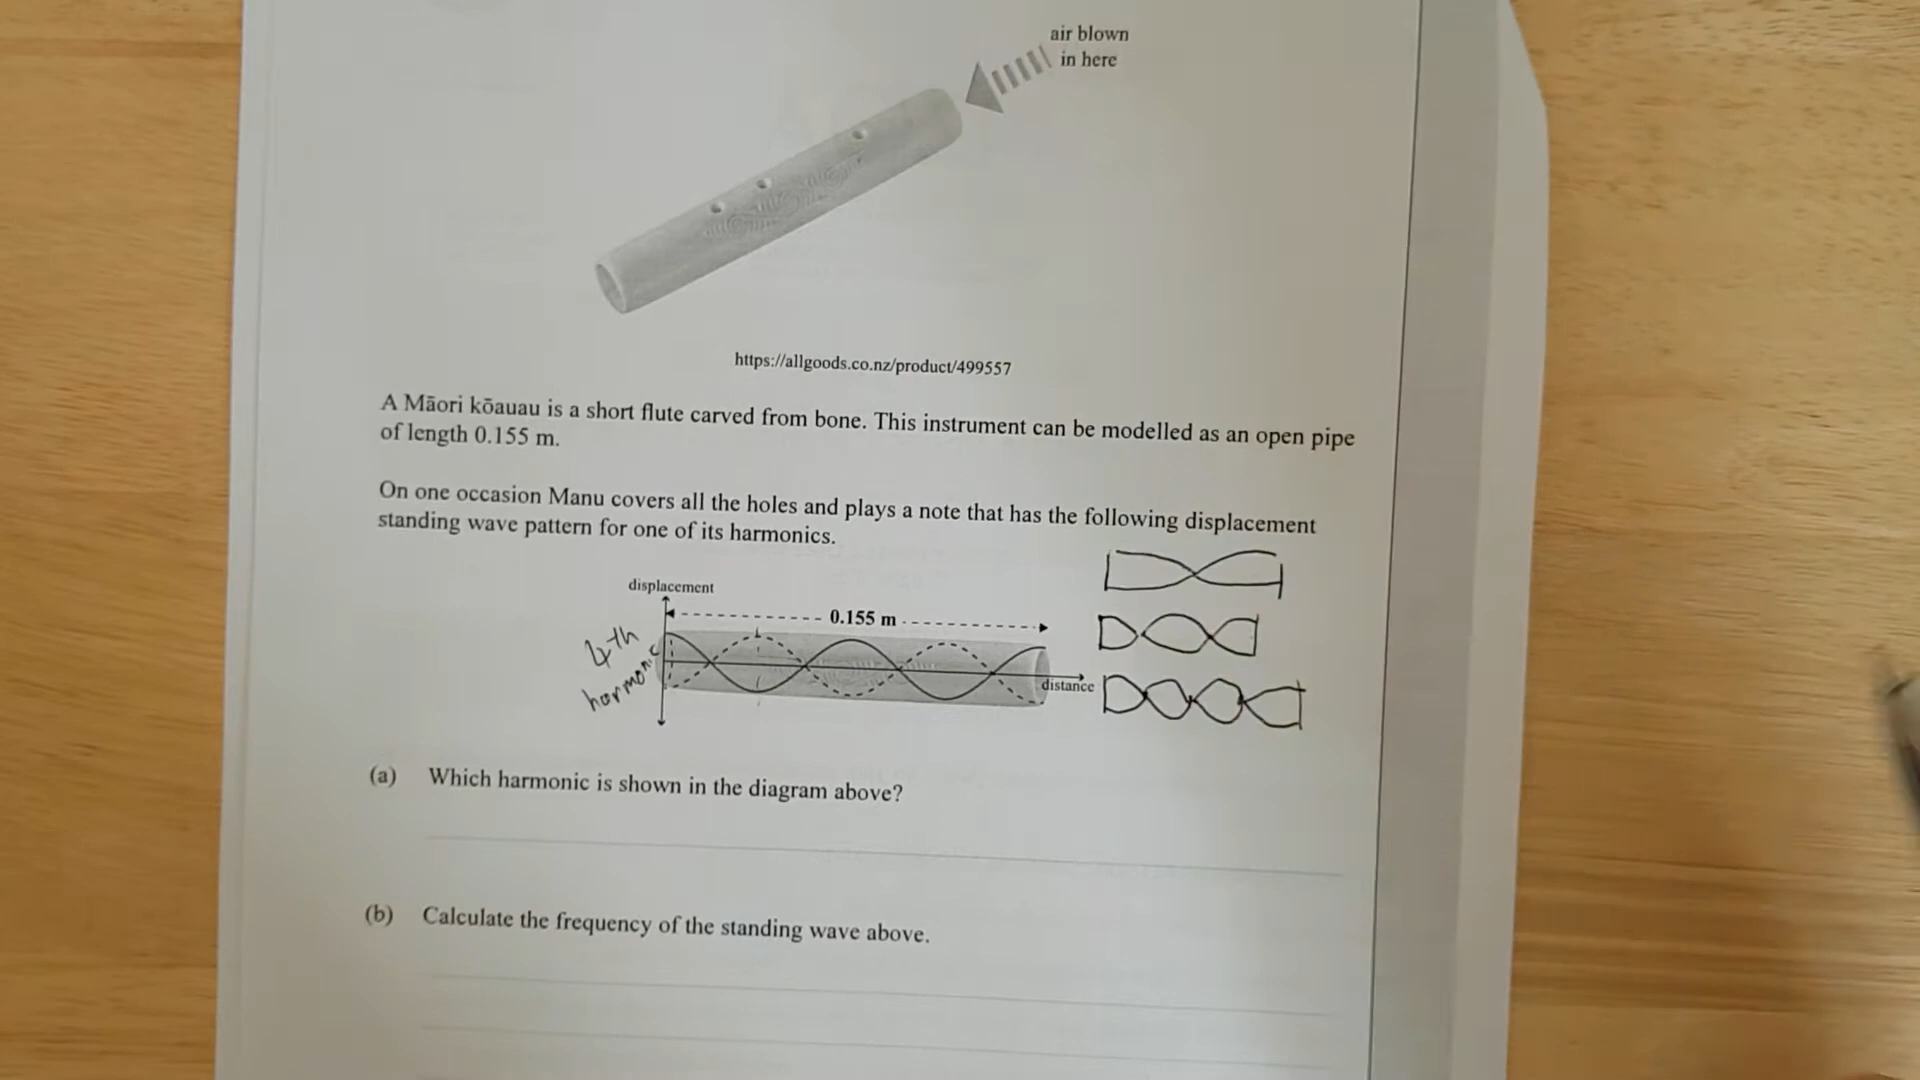 air blown
in here
https://allgoods.co.nz/product/499557
A Māori kōauau is a short flute carved from bone. This instrument can be modelled as an open pipe
of length 0.155 m.
On one occasion Manu covers all the holes and plays a note that has the following displacement
standing wave pattern for one of its harmonics.
displacement
0.155 m
4th
harmonic
distance
(a) Which harmonic is shown in the diagram above?
(b) Calculate the frequency of the standing wave above.